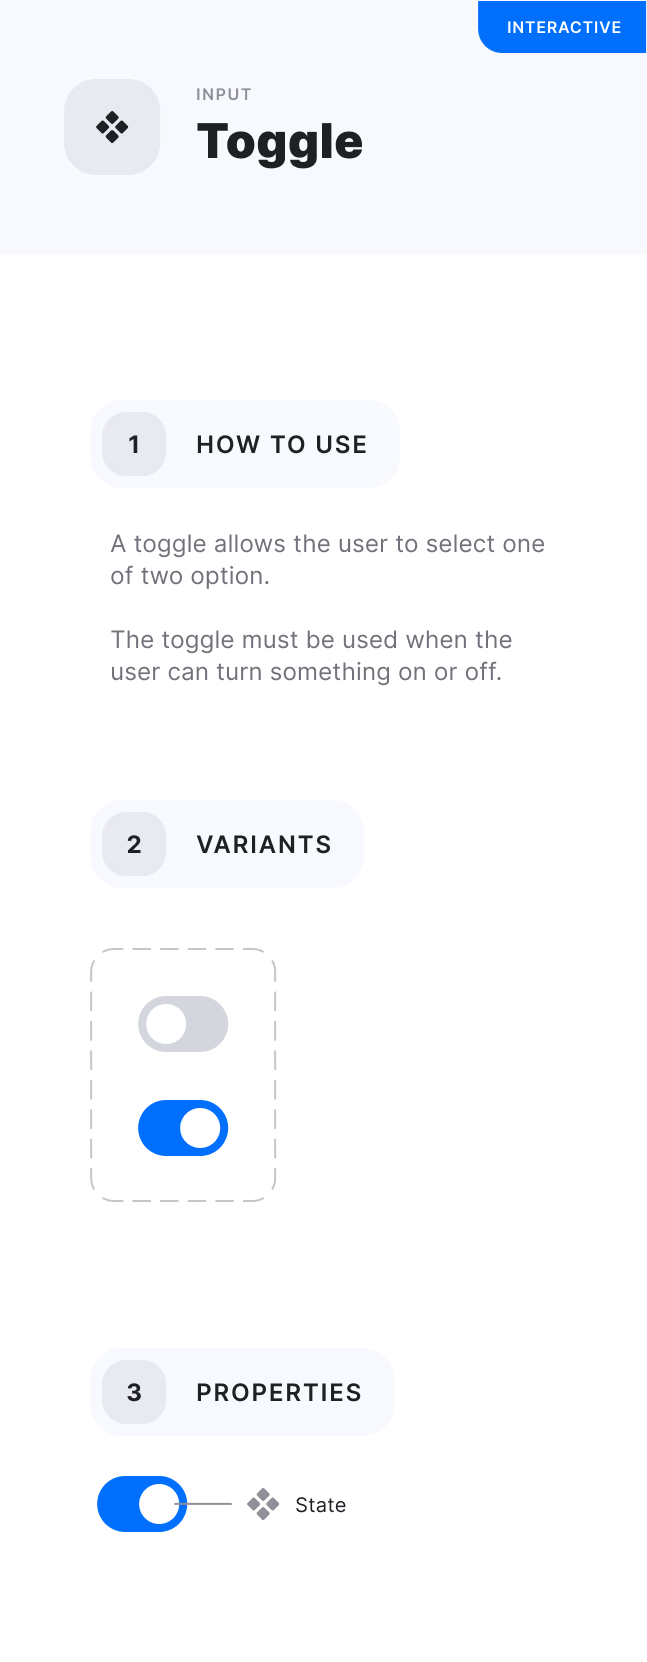 INTERACTIVE
INPUT
Toggle
1
HOW TO USE
A toggle allows the user to select one
of two option.
The toggle must be used when the
user can turn something on or off.
2
VARIANTS
3
PROPERTIES
State